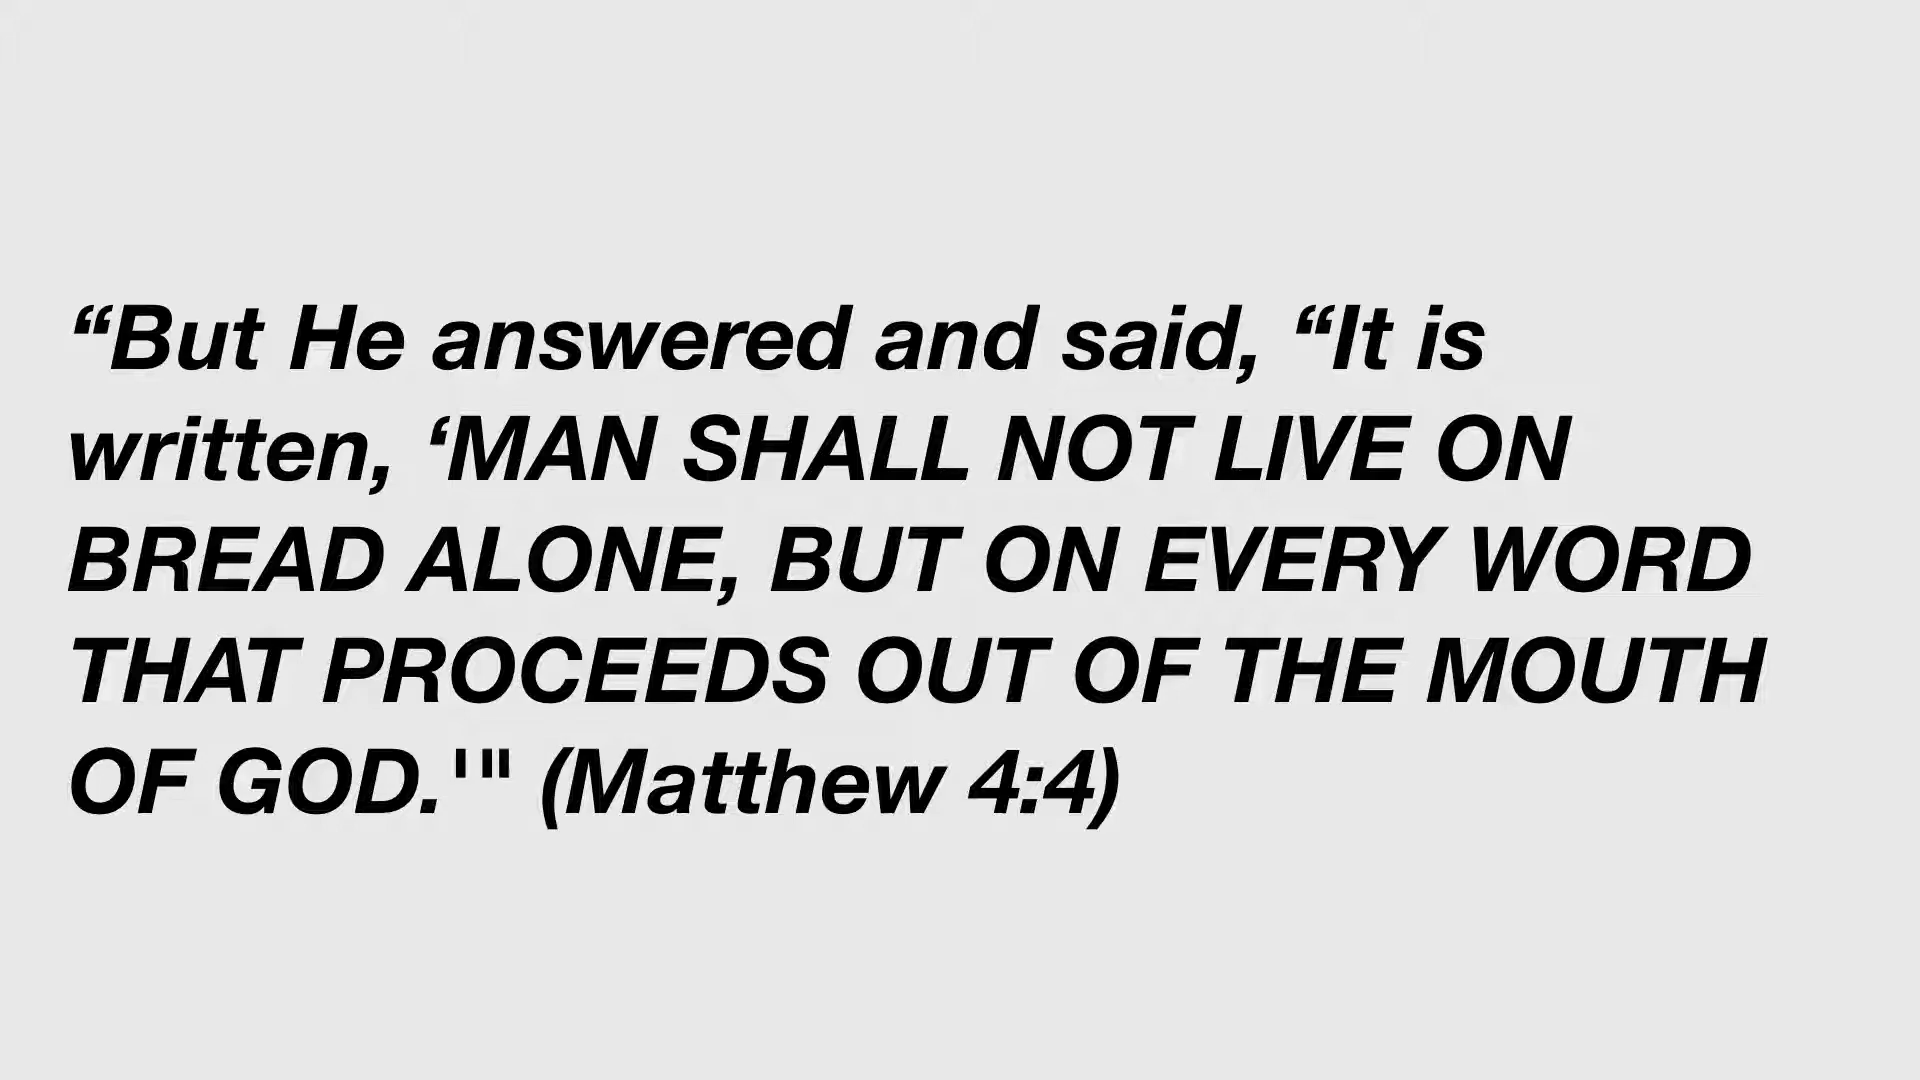 “But He answered and said, “It is
written, ‘MAN SHALL NOT LIVE ON
BREAD ALONE, BUT ON EVERY WORD
THAT PROCEEDS OUT OF THE MOUTH
OF GOD.'" (Matthew 4:4)